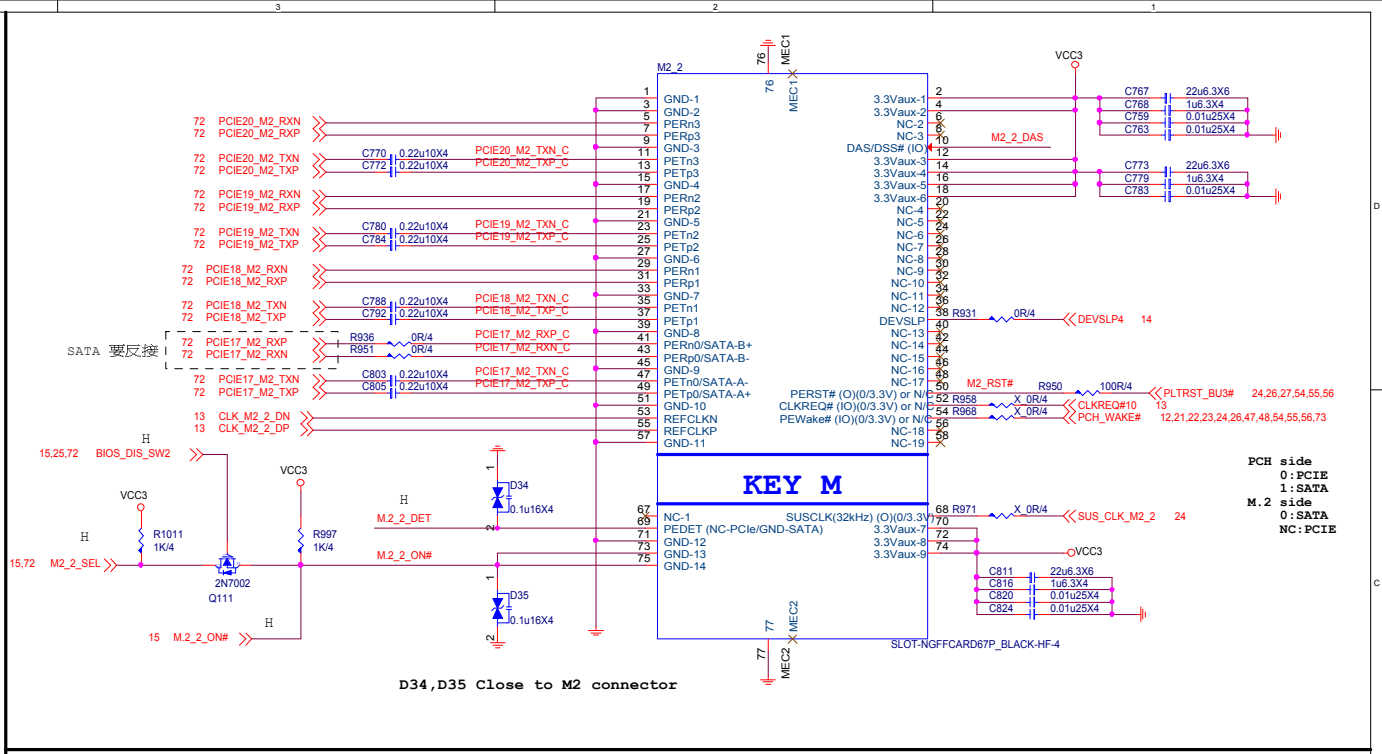 3
2
1
D
C
M2_2
76
MEC1
76
MEC1
VCC3
1 GND-1
3 GND-2
72 PCIE20_M2_RXN 5 PERn3
72 PCIE20_M2_RXP 7 PERp3
9 GND-3
72 PCIE20_M2_TXN C770 0.22u10X4 PCIE20_M2_TXN_C 11 PETn3
72 PCIE20_M2_TXP C772 0.22u10X4 PCIE20_M2_TXP_C 13 PETp3
15 GND-4
72 PCIE19_M2_RXN 17 PERn2
72 PCIE19_M2_RXP 19 PERp2
21 GND-5
72 PCIE19_M2_TXN C780 0.22u10X4 PCIE19_M2_TXN_C 23 PETn2
72 PCIE19_M2_TXP C784 0.22u10X4 PCIE19_M2_TXP_C 25 PETp2
27 GND-6
72 PCIE18_M2_RXN 29 PERn1
72 PCIE18_M2_RXP 31 PERp1
33 GND-7
72 PCIE18_M2_TXN C788 0.22u10X4 PCIE18_M2_TXN_C 35 PETn1
72 PCIE18_M2_TXP C792 0.22u10X4 PCIE18_M2_TXP_C 37 PETp1
39 GND-8
SATA 要反接
72 PCIE17_M2_RXP R936 0R/4 PCIE17_M2_RXP_C 41 PERn0/SATA-B+
72 PCIE17_M2_RXN R951 0R/4 PCIE17_M2_RXN_C 43 PERp0/SATA-B-
45 GND-9
72 PCIE17_M2_TXN C803 0.22u10X4 PCIE17_M2_TXN_C 47 PETn0/SATA-A-
72 PCIE17_M2_TXP C805 0.22u10X4 PCIE17_M2_TXP_C 49 PETp0/SATA-A+
51 GND-10
13 CLK_M2_2_DN 53 REFCLKN
13 CLK_M2_2_DP 55 REFCLKP
57 GND-11
3.3Vaux-1 2
3.3Vaux-2 4
NC-2 6
NC-3 8
DAS/DSS# (IO) 10 M2_2_DAS
3.3Vaux-3 12
3.3Vaux-4 14
3.3Vaux-5 16
3.3Vaux-6 18
NC-4 20
NC-5 22
NC-6 24
NC-7 26
NC-8 28
NC-9 30
NC-10 32
NC-11 34
NC-12 36
DEVSLP 38 R931 0R/4 DEVSLP4 14
NC-13 40
NC-14 42
NC-15 44
NC-16 46
NC-17 48
PERST# (O)(0/3.3V) or N/C 50 M2_RST# R950 100R/4 PLTRST_BU3# 24,26,27,54,55,56
CLKREQ# (IO)(0/3.3V) or N/C 52 R958 X_0R/4 CLKREQ#10 13
PEWake# (IO)(0/3.3V) or N/C 54 R968 X_0R/4 PCH_WAKE# 12,21,22,23,24,26,47,48,54,55,56,73
NC-18 56
NC-19 58
C767 22u6.3X6
C768 1u6.3X4
C759 0.01u25X4
C763 0.01u25X4
C773 22u6.3X6
C779 1u6.3X4
C783 0.01u25X4
KEY M
PCH side
0:PCIE
1:SATA
M.2 side
0:SATA
NC:PCIE
H
15,25,72 BIOS_DIS_SW2
VCC3
VCC3
R1011
1K/4
R997
1K/4
H
15,72 M2_2_SEL
2N7002
Q111
H
15 M.2_2_ON#
H
M.2_2_DET
M.2_2_ON#
1
D34
0.1u16X4
2
1
D35
0.1u16X4
2
67 NC-1
69 PEDET (NC-PCIe/GND-SATA)
71 GND-12
73 GND-13
75 GND-14
SUSCLK(32kHz) (O)(0/3.3V) 68 R971 X_0R/4 SUS_CLK_M2_2 24
3.3Vaux-7 70
3.3Vaux-8 72
3.3Vaux-9 74
VCC3
C811 22u6.3X6
C816 1u6.3X4
C820 0.01u25X4
C824 0.01u25X4
77
MEC2
77
MEC2
SLOT-NGFFCARD67P_BLACK-HF-4
D34,D35 Close to M2 connector